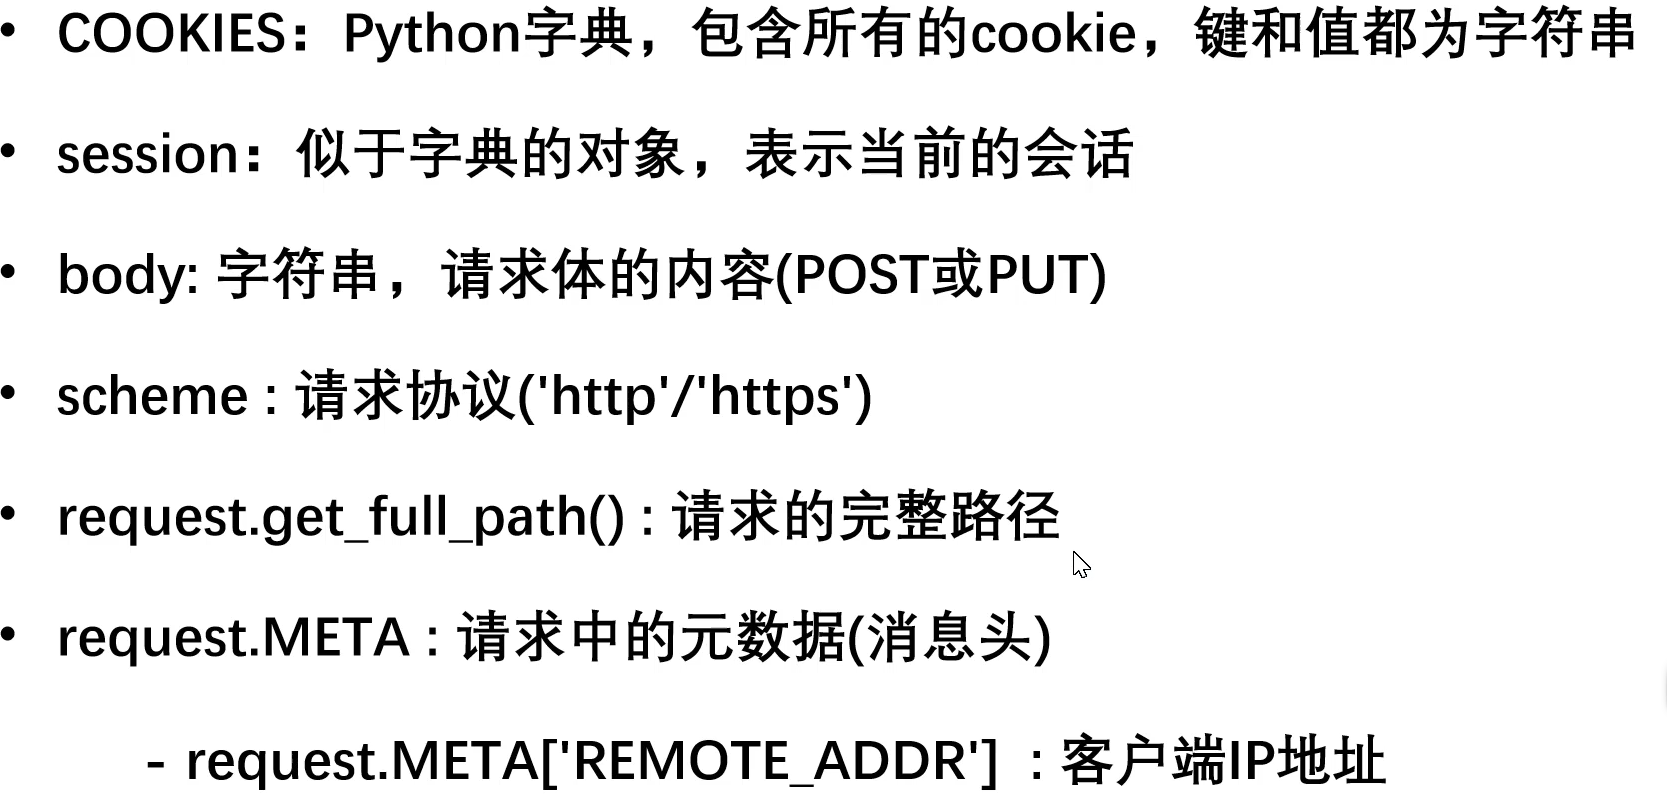 • COOKIES：Python字典，包含所有的cookie，键和值都为字符串
• session：似于字典的对象，表示当前的会话
• body: 字符串，请求体的内容(POST或PUT)
• scheme : 请求协议('http'/'https')
• request.get_full_path() : 请求的完整路径
• request.META : 请求中的元数据(消息头)
- request.META['REMOTE_ADDR'] : 客户端IP地址